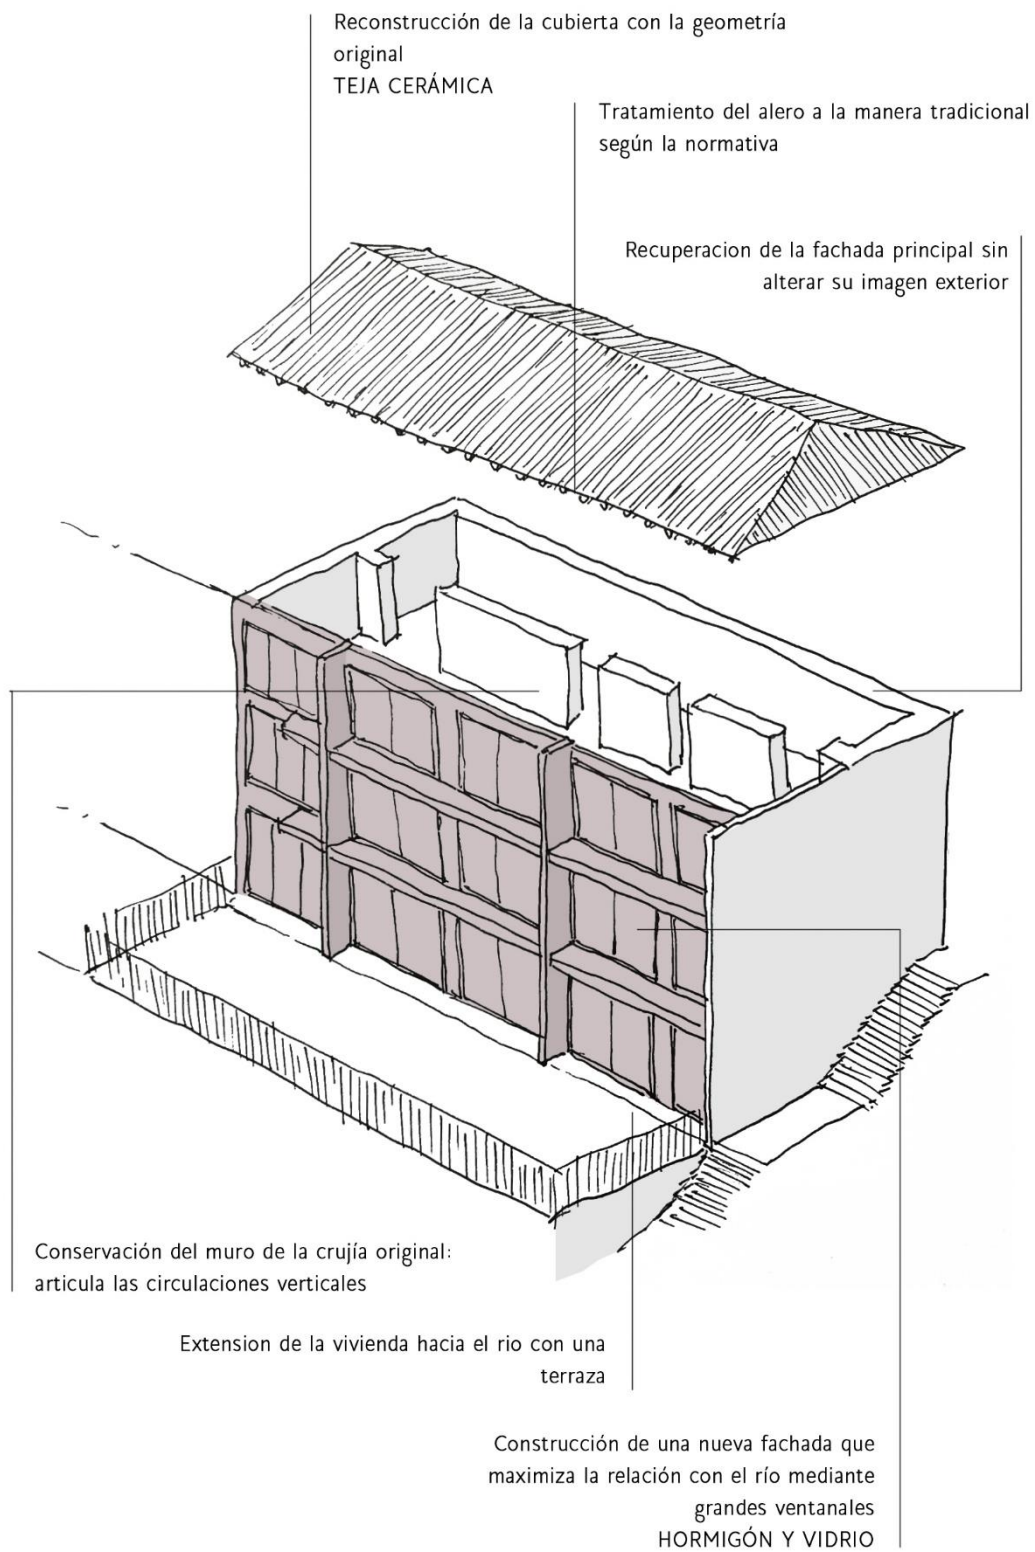 Reconstrucción de la cubierta con la geometría
original
TEJA CERÁMICA
Tratamiento del alero a la manera tradicional
según la normativa
Recuperacion de la fachada principal sin
alterar su imagen exterior
Conservación del muro de la crujía original:
articula las circulaciones verticales
Extension de la vivienda hacia el rio con una
terraza
Construcción de una nueva fachada que
maximiza la relación con el río mediante
grandes ventanales
HORMIGÓN Y VIDRIO